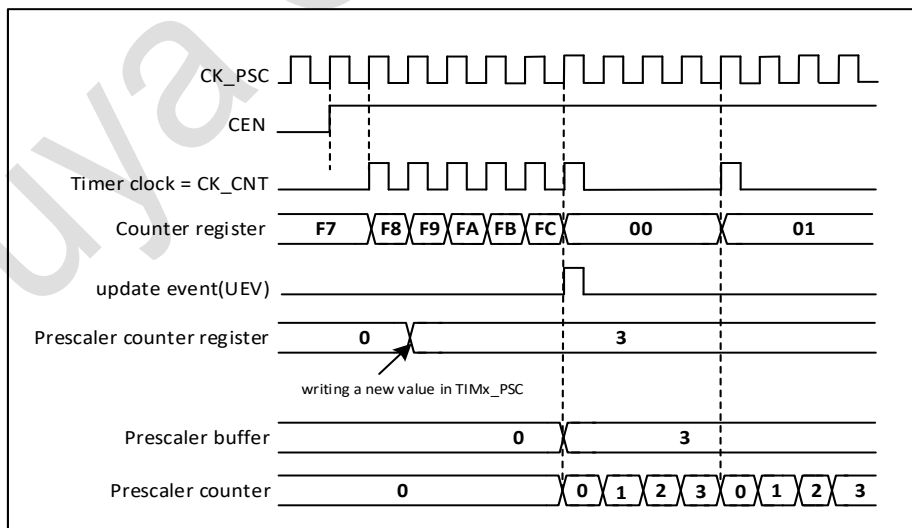 CK_PSC
CEN
Timer clock = CK_CNT
Counter register F7 F8 F9 FA FB FC 00 01
update event(UEV)
Prescaler counter register 0 3
writing a new value in TIMx_PSC
Prescaler buffer 0 3
Prescaler counter 0 0 1 2 3 0 1 2 3